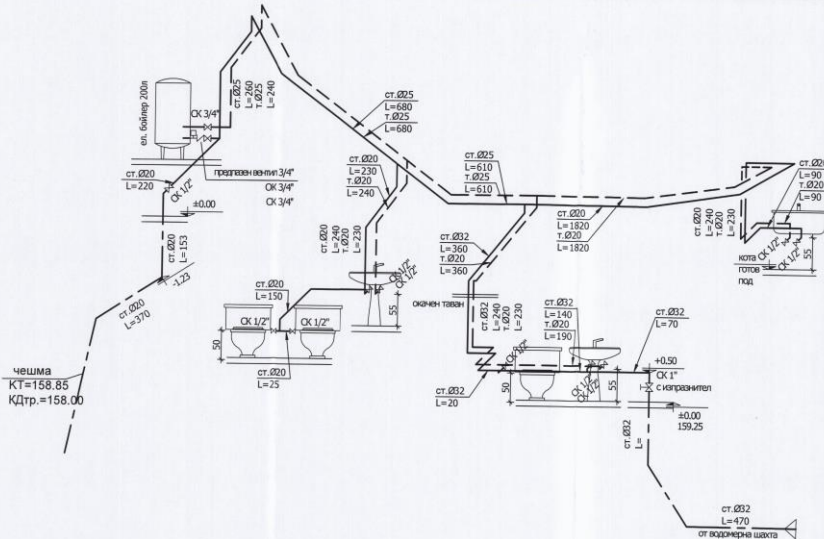 ел. бойлер 200л
СК 3/4"
ст.Ø25
L=260
т.Ø25
L=240
предпазен вентил 3/4"
ОК 3/4"
СК 3/4"
ст.Ø20
L=220
СК 1/2"
±0.00
ст.Ø20
L=153
-1.23
ст.Ø20
L=370
чешма
КТ=158.85
КДтр.=158.00
ст.Ø25
L=680
т.Ø25
L=680
ст.Ø20
L=230
т.Ø20
L=240
ст.Ø20
L=240
т.Ø20
L=230
СК 1/2"
СК 1/2"
55
ст.Ø20
L=150
СК 1/2"
СК 1/2"
50
ст.Ø20
L=25
ст.Ø25
L=610
т.Ø25
L=610
ст.Ø32
L=360
т.Ø20
L=360
окачен таван
ст.Ø32
L=240
т.Ø20
L=230
т.Ø20
L=1820
т.Ø20
L=1820
ст.Ø20
L=240
т.Ø20
L=230
ст.Ø20
L=90
т.Ø20
L=90
СК 1/2"
СК 1/2"
55
кота
готов
под
ст.Ø32
L=140
т.Ø20
L=190
СК 1/2"
СК 1/2"
СК 1/2"
50
55
ст.Ø32
L=20
ст.Ø32
L=70
+0,50
СК 1"
с изпразнител
±0.00
159.25
ст.Ø32
L=
ст.Ø32
L=470
от водомерна шахта